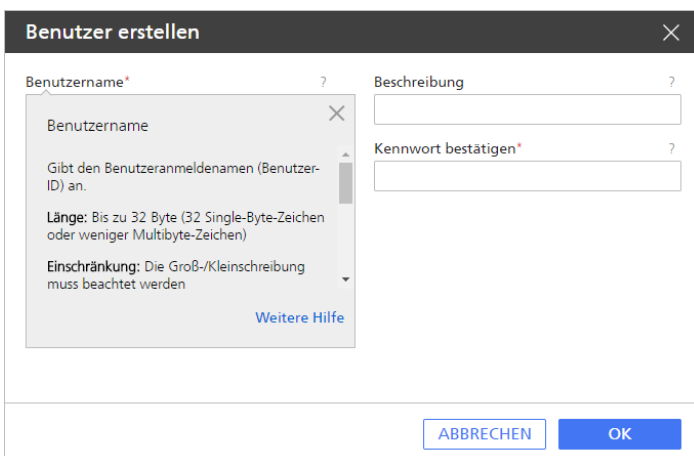 Benutzer erstellen
Benutzername* ?
Beschreibung ?
Benutzername
Gibt den Benutzeranmeldenamen (Benutzer-
ID) an.
Länge: Bis zu 32 Byte (32 Single-Byte-Zeichen
oder weniger Multibyte-Zeichen)
Einschränkung: Die Groß-/Kleinschreibung
muss beachtet werden
Weitere Hilfe
Kennwort bestätigen* ?
ABBRECHEN
OK